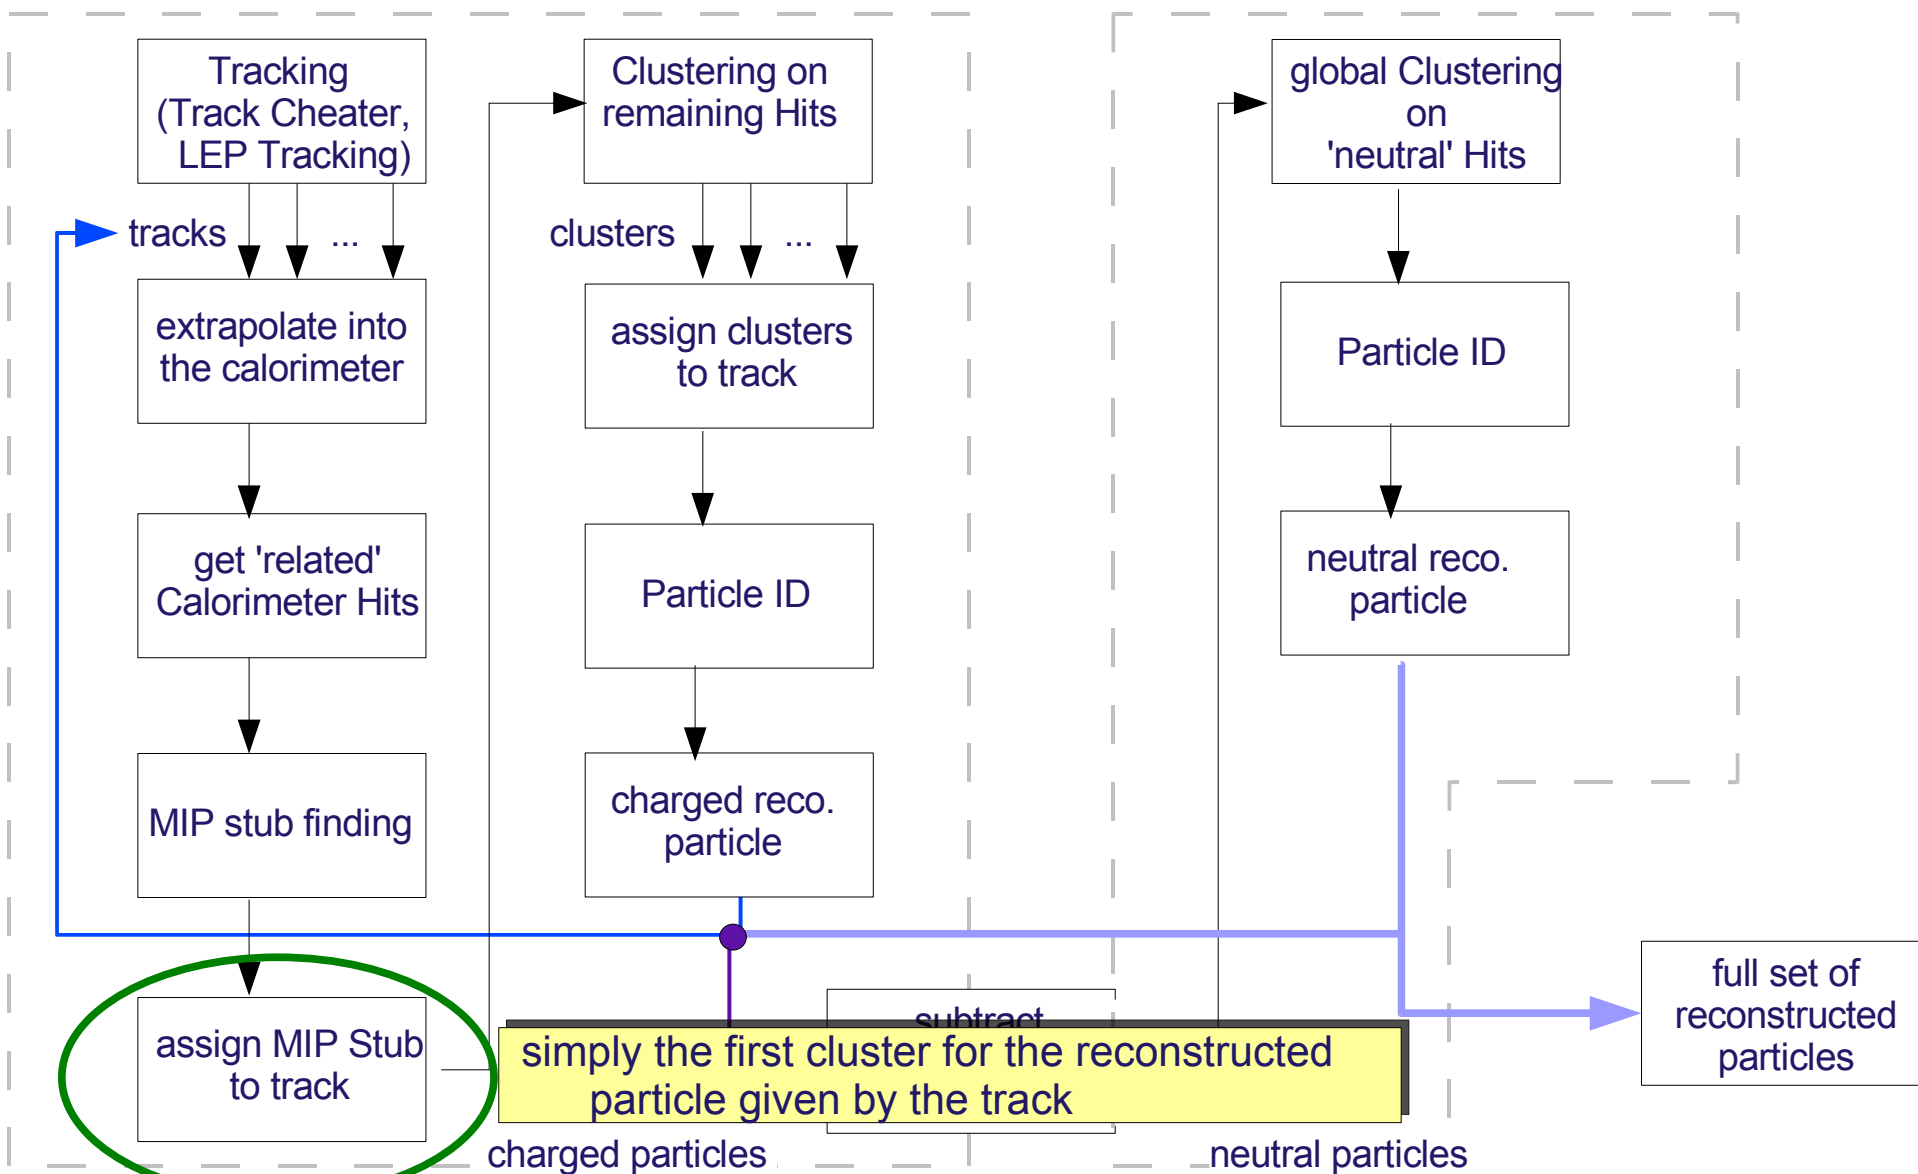 Tracking
(Track Cheater,
LEP Tracking)
tracks
...
extrapolate into
the calorimeter
get 'related'
Calorimeter Hits
MIP stub finding
assign MIP Stub
to track
Clustering on
remaining Hits
clusters
...
assign clusters
to track
Particle ID
charged reco.
particle
subtract
simply the first cluster for the reconstructed
particle given by the track
charged particles
global Clustering
on
'neutral' Hits
Particle ID
neutral reco.
particle
neutral particles
full set of
reconstructed
particles